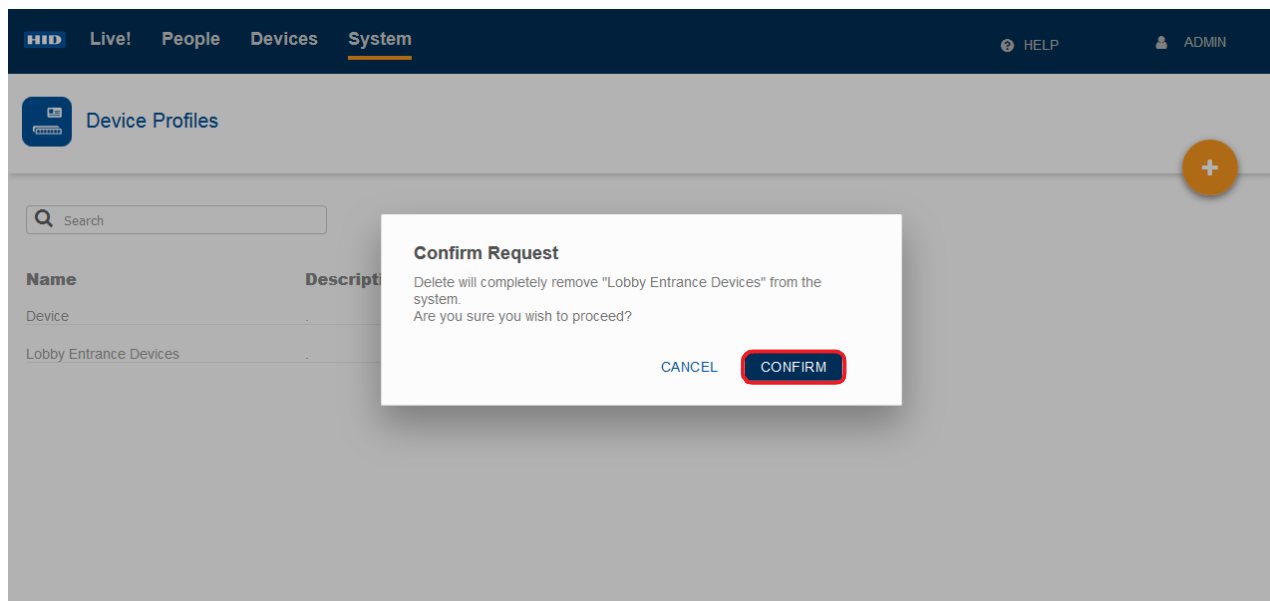 HID Live! People Devices System HELP ADMIN
Device Profiles
+
Search
Name Descripti
Device .
Lobby Entrance Devices .
Confirm Request
Delete will completely remove "Lobby Entrance Devices" from the
system.
Are you sure you wish to proceed?
CANCEL CONFIRM